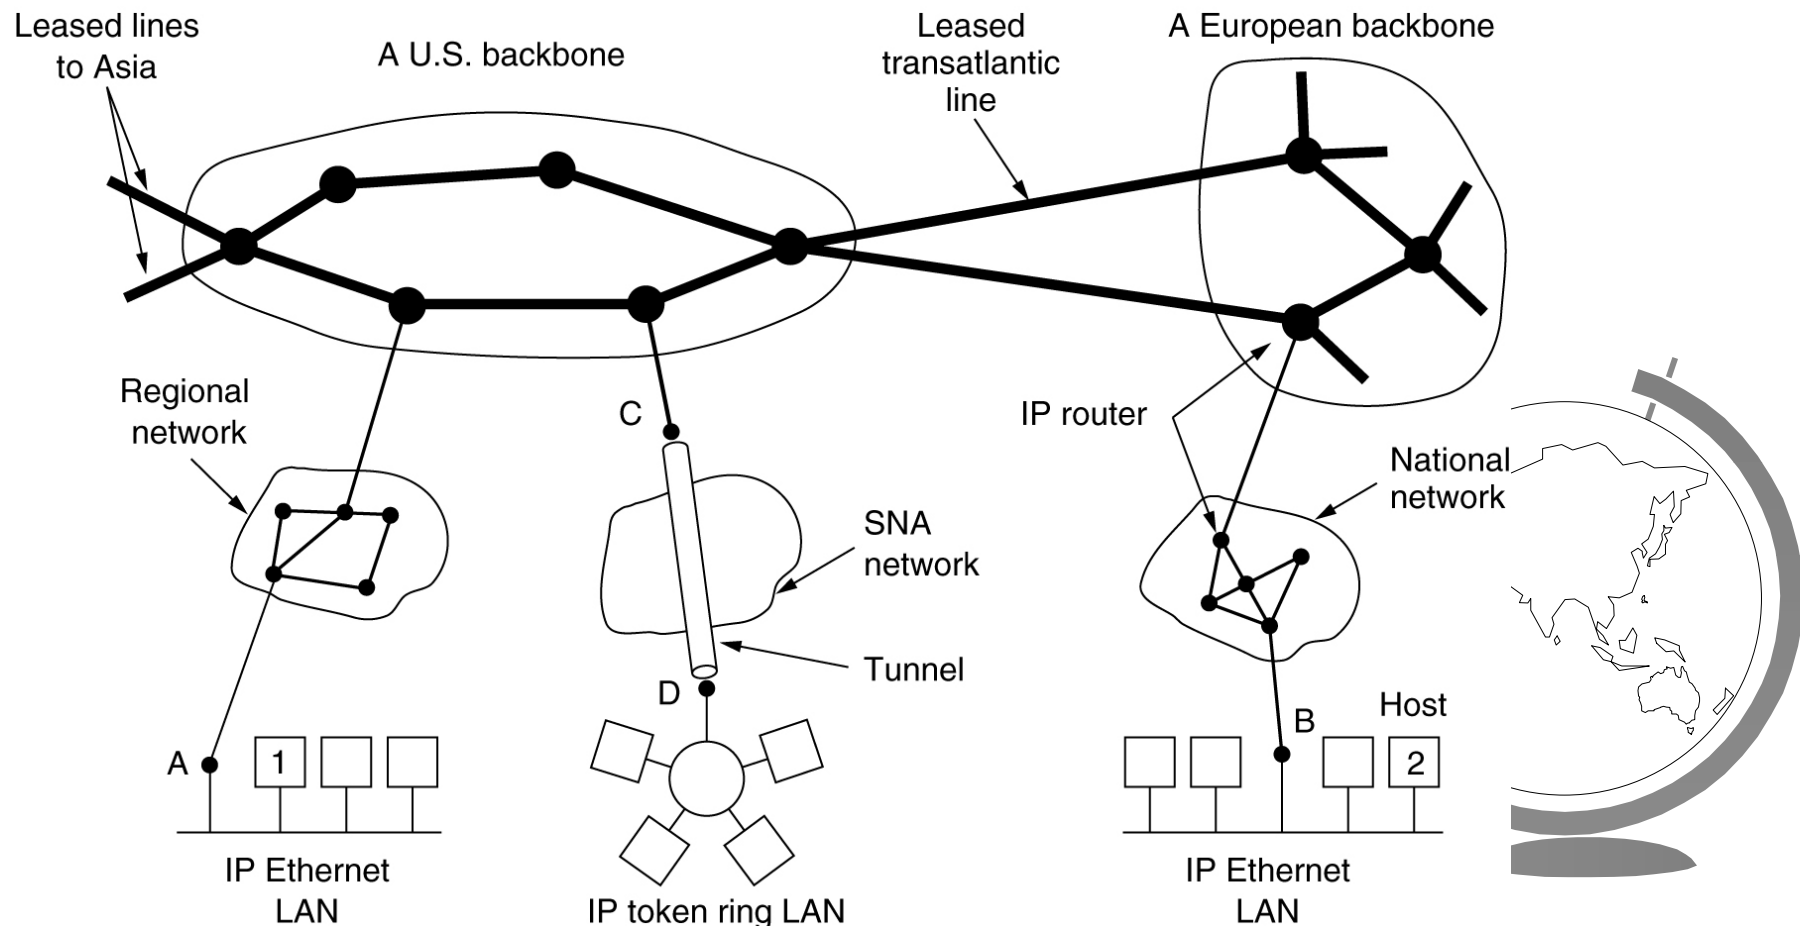 Leased lines
to Asia
A U.S. backbone
Leased
transatlantic
line
A European backbone
Regional
network
C
IP router
National
network
SNA
network
Tunnel
D
A
1
B
Host
2
IP Ethernet
LAN
IP token ring LAN
IP Ethernet
LAN